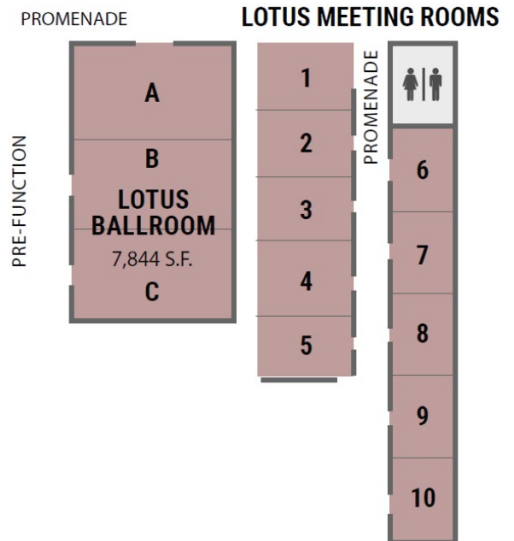 PROMENADE
LOTUS MEETING ROOMS
PRE-FUNCTION
A
B
LOTUS
BALLROOM
7,844 S.F.
C
1
2
3
4
5
PROMENADE
6
7
8
9
10